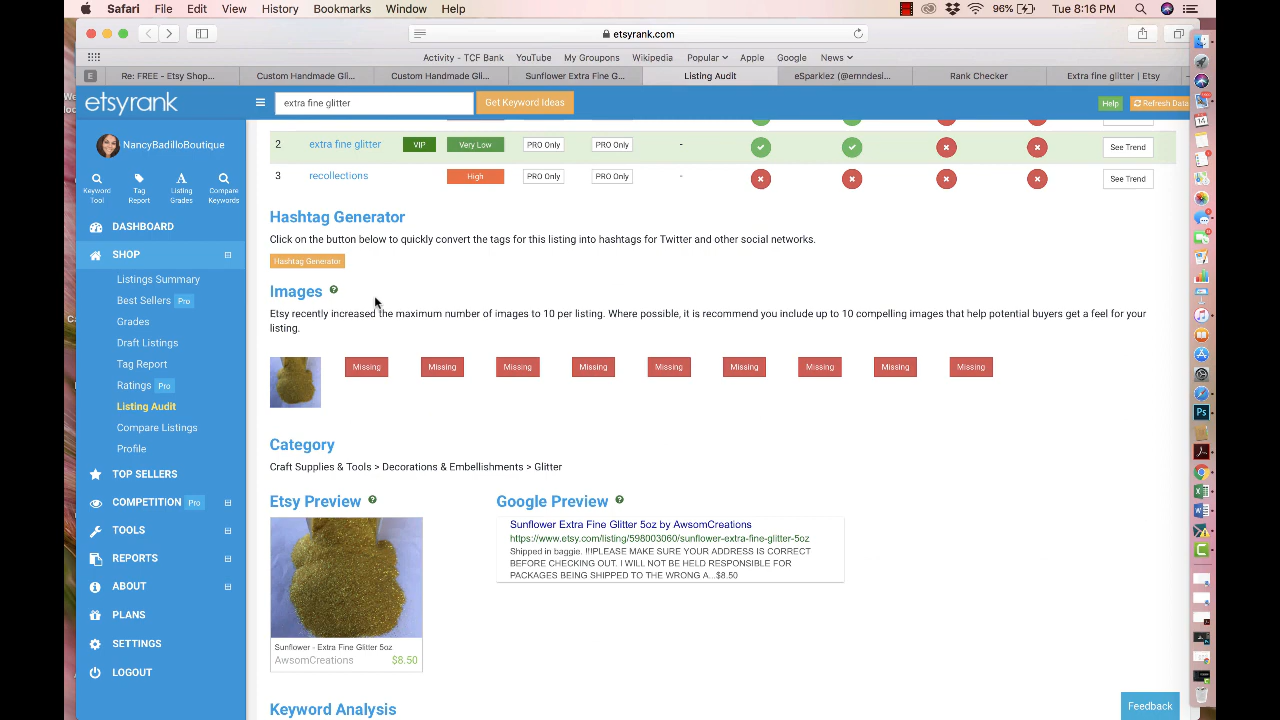 Safari File Edit View History Bookmarks Window Help
96% Tue 8:16 PM
etsyrank.com
Activity - TCF Bank YouTube My Groupons Wikipedia Popular Apple Google News
E Re: FREE - Etsy Shop... Custom Handmade Gli... Custom Handmade Gli... Sunflower Extra Fine G... Listing Audit eSparklez (@erndesi... Rank Checker Extra fine glitter | Etsy
etsyrank
extra fine glitter
Get Keyword Ideas
Help
Refresh Data
NancyBadilloBoutique
Keyword Tool
Tag Report
Listing Grades
Compare Keywords
DASHBOARD
SHOP
Listings Summary
Best Sellers Pro
Grades
Draft Listings
Tag Report
Ratings Pro
Listing Audit
Compare Listings
Profile
TOP SELLERS
COMPETITION Pro
TOOLS
REPORTS
ABOUT
PLANS
SETTINGS
LOGOUT
2 extra fine glitter VIP Very Low PRO Only PRO Only - See Trend
3 recollections High PRO Only PRO Only - See Trend
Hashtag Generator
Click on the button below to quickly convert the tags for this listing into hashtags for Twitter and other social networks.
Hashtag Generator
Images
Etsy recently increased the maximum number of images to 10 per listing. Where possible, it is recommended you include up to 10 compelling images that help potential buyers get a feel for your
listing.
Missing Missing Missing Missing Missing Missing Missing Missing Missing
Category
Craft Supplies & Tools > Decorations & Embellishments > Glitter
Etsy Preview
Sunflower - Extra Fine Glitter 5oz
AwsomCreations $8.50
Google Preview
Sunflower Extra Fine Glitter 5oz by AwsomCreations
https://www.etsy.com/listing/598003060/sunflower-extra-fine-glitter-5oz
Shipped in baggie. !!!PLEASE MAKE SURE YOUR ADDRESS IS CORRECT
BEFORE CHECKING OUT. I WILL NOT BE HELD RESPONSIBLE FOR
PACKAGES BEING SHIPPED TO THE WRONG A...$8.50
Keyword Analysis
Feedback